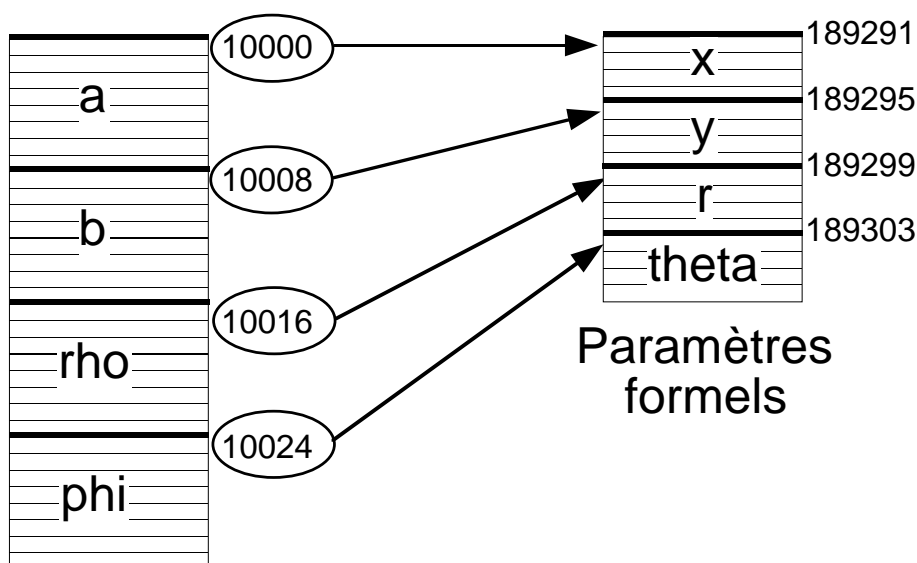 a
b
rho
phi
10000
10008
10016
10024
x
y
r
theta
189291
189295
189299
189303
Paramètres
formels